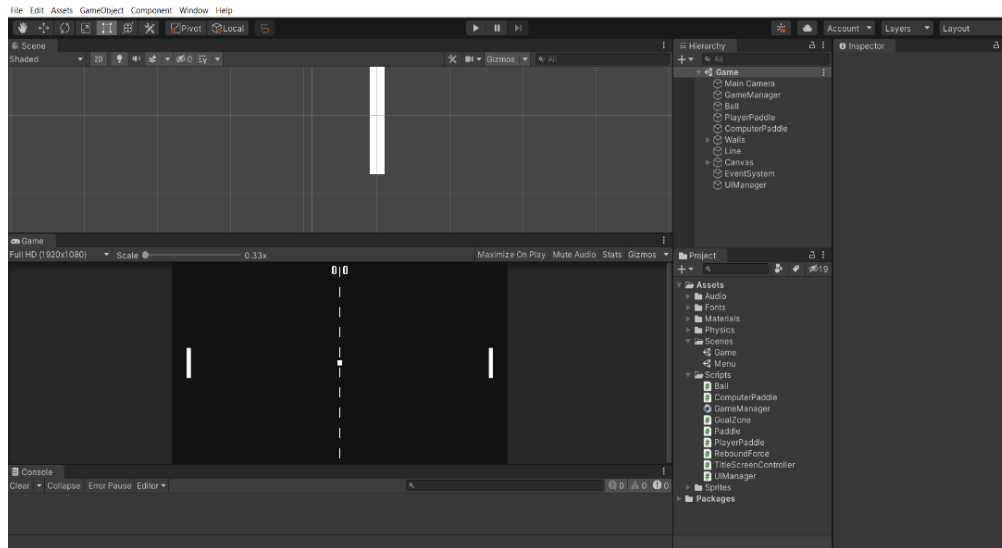 File Edit Assets GameObject Component Window Help
Pivot Local
Account Layers Layout
Scene
Shaded 2D 0 Gizmos All
Game
Full HD (1920x1080) Scale 0.33x Maximize On Play Mute Audio Stats Gizmos
0 0
Console
Clear Collapse Error Pause Editor 0 0 0
Hierarchy
All
Game
Main Camera
GameManager
Ball
PlayerPaddle
ComputerPaddle
Walls
Line
Canvas
EventSystem
UIManager
Project
19
Assets
Audio
Fonts
Materials
Physics
Scenes
Game
Menu
Scripts
Ball
ComputerPaddle
GameManager
GoalZone
Paddle
PlayerPaddle
ReboundForce
TitleScreenController
UIManager
Sprites
Packages
Inspector